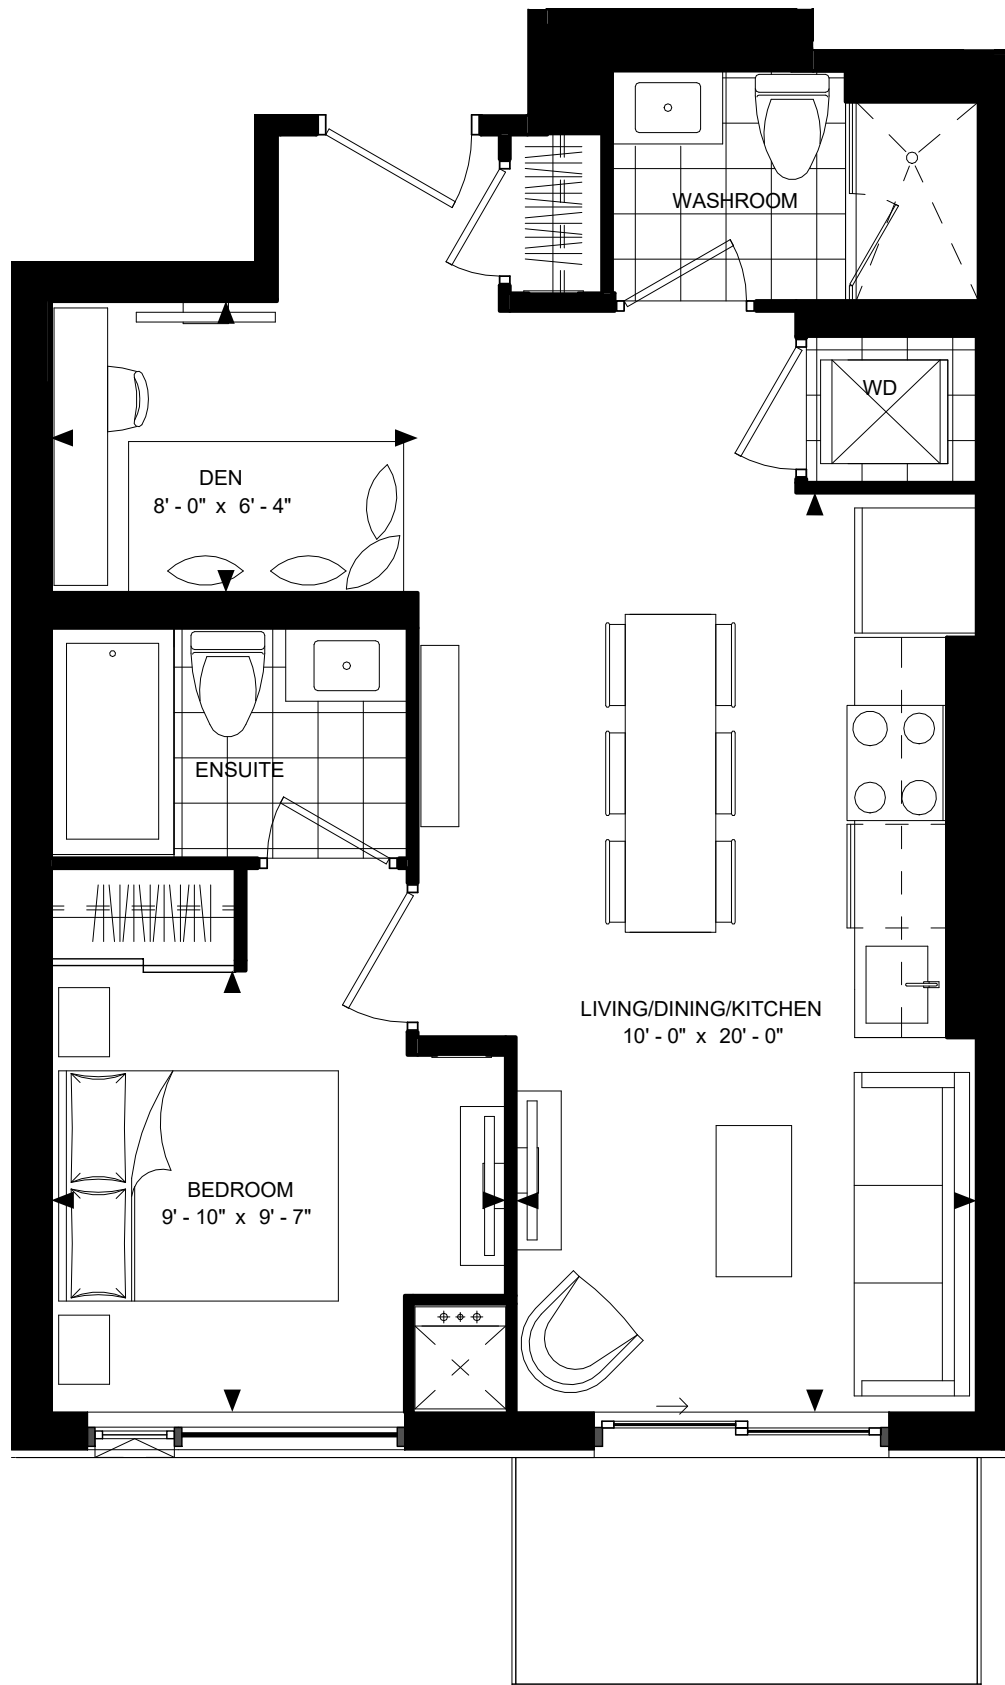 WASHROOM
WD
DEN
8' - 0" x 6' - 4"
ENSUITE
LIVING/DINING/KITCHEN
10' - 0" x 20' - 0"
BEDROOM
9' - 10" x 9' - 7"